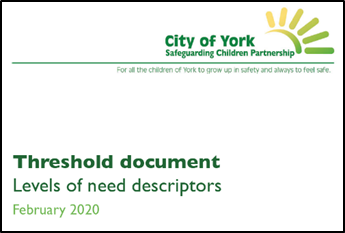 City of York
Safeguarding Children Partnership
For all the children of York to grow up in safety and always to feel safe.
Threshold document
Levels of need descriptors
February 2020